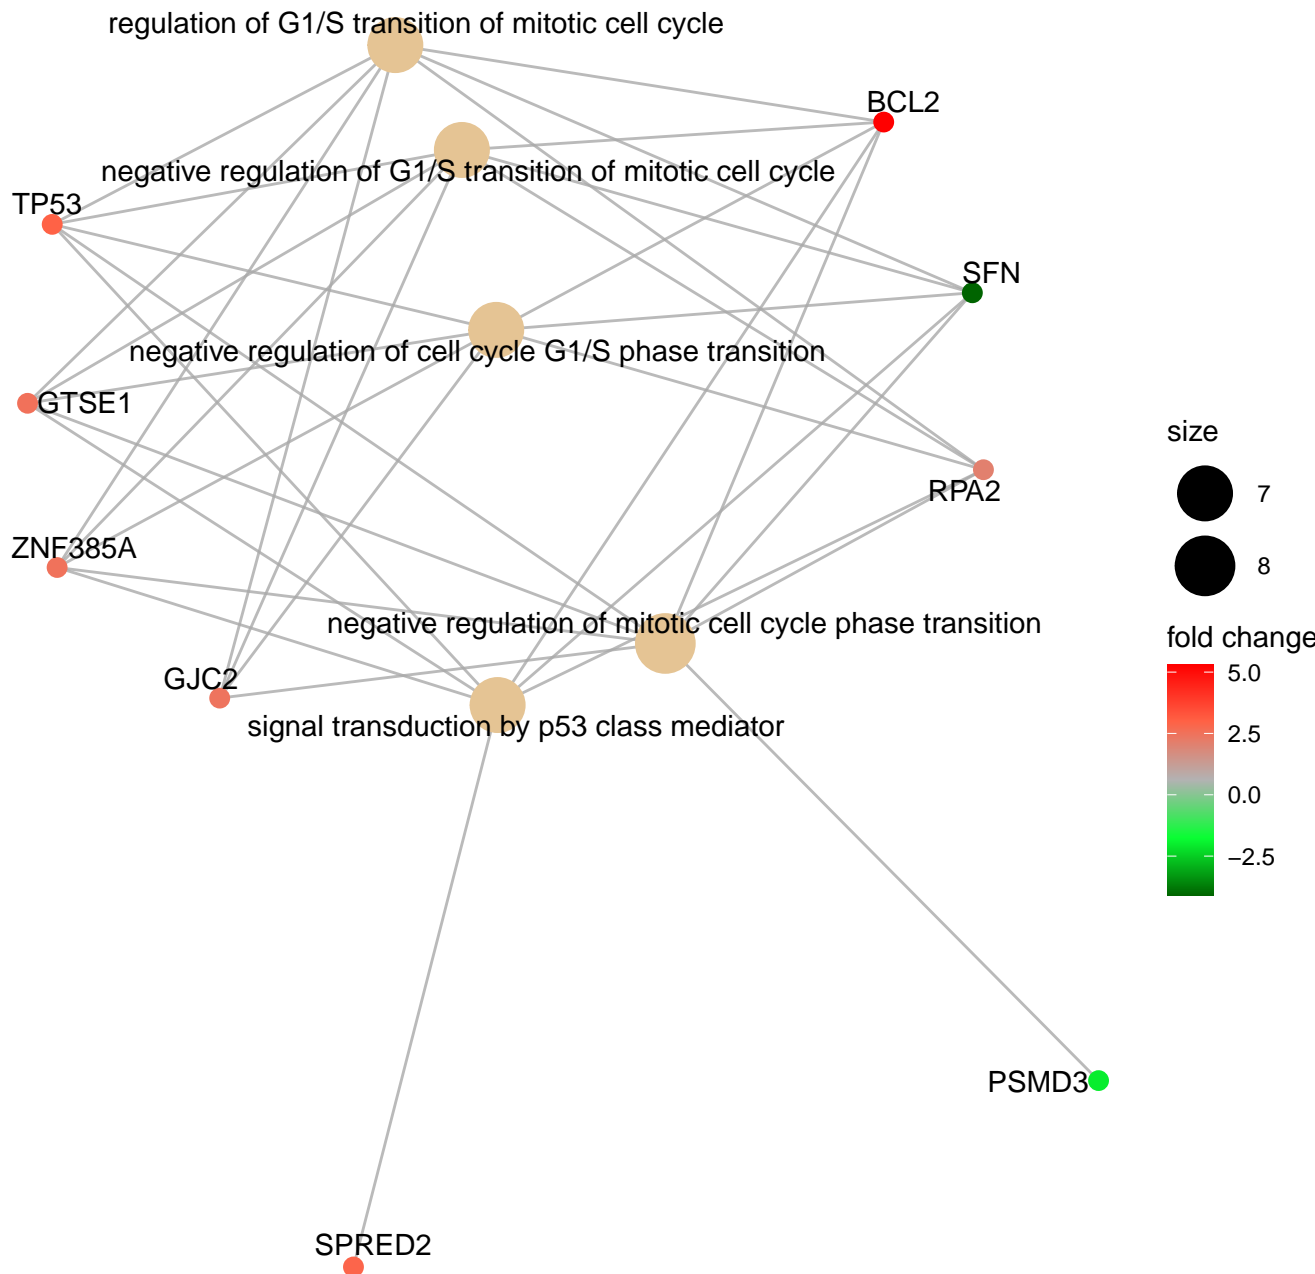 regulation of G1/S transition of mitotic cell cycle
BCL2
negative regulation of G1/S transition of mitotic cell cycle
TP53
SFN
negative regulation of cell cycle G1/S phase transition
GTSE1
size
7
RPA2
8
ZNF385A
negative regulation of mitotic cell cycle phase transition
fold change
5.0
GJC2
signal transduction by p53 class mediator
2.5
0.0
−2.5
PSMD3
SPRED2